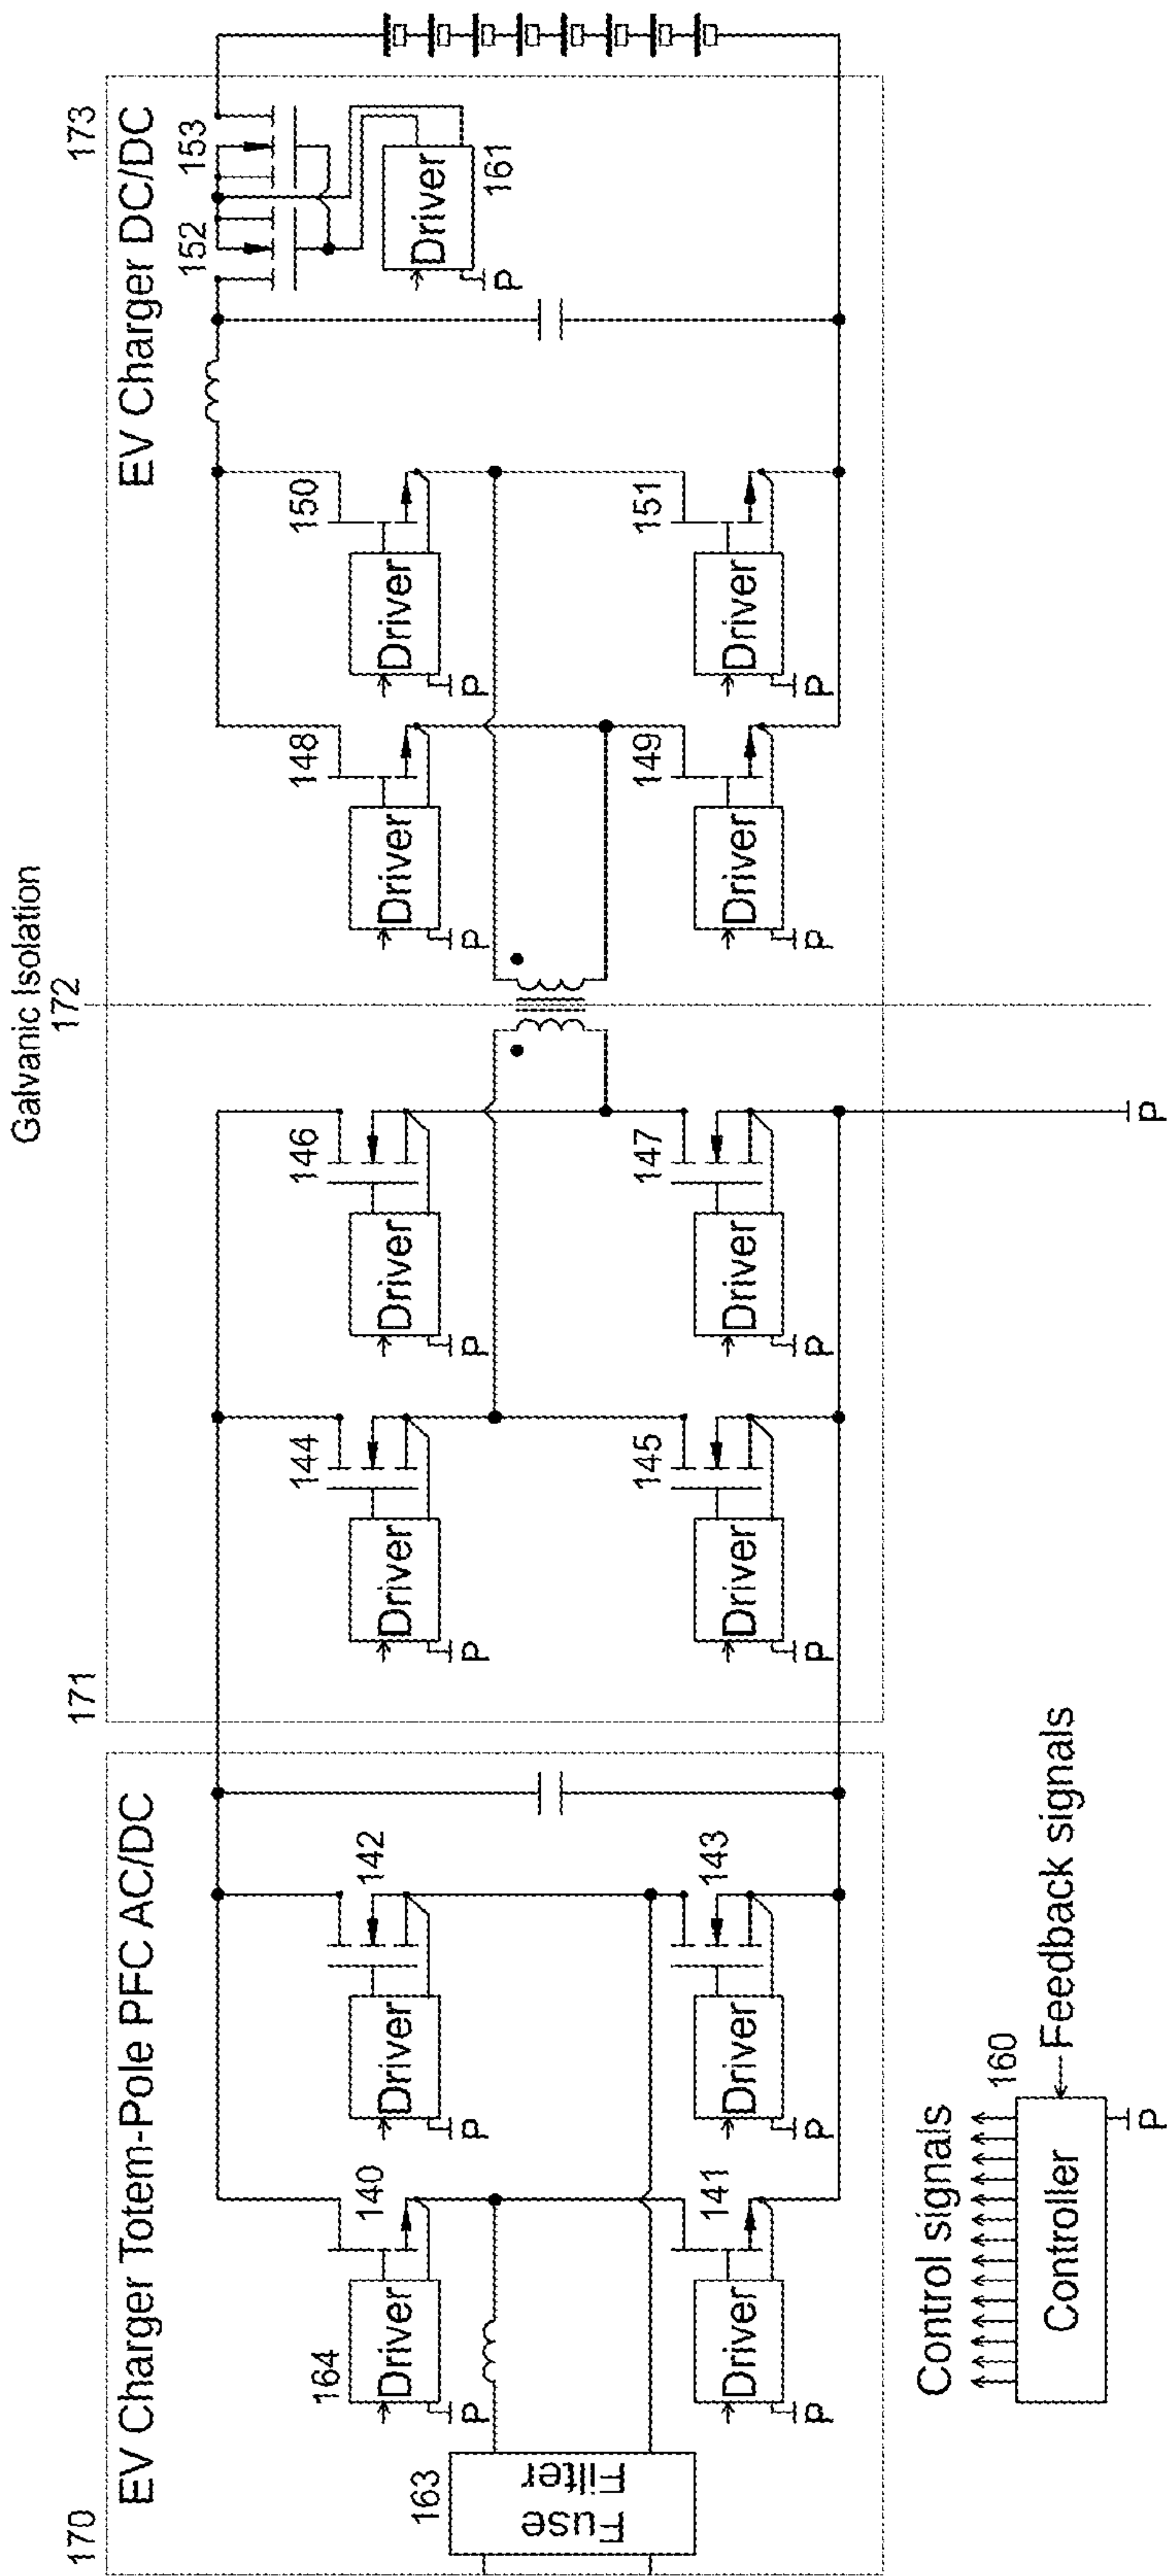 Galvanic Isolation
170
171
172
173
EV Charger Totem-Pole PFC AC/DC
EV Charger DC/DC
164
140
142
144
146
148
150
152
153
Driver
P
Driver
P
Driver
P
Driver
P
Driver
P
Driver
P
Driver
P
161
163
Fuse
Filter
141
143
145
147
149
151
Driver
P
Driver
P
Driver
P
Driver
P
Driver
P
Driver
P
P
Control signals
160
Controller
Feedback signals
P